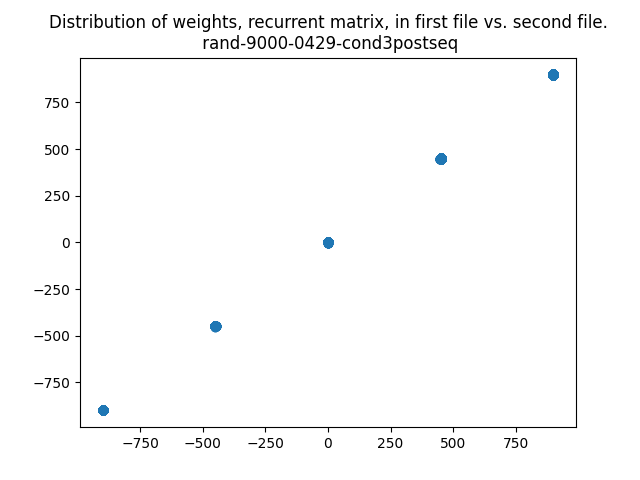 Distribution of weights, recurrent matrix, in first file vs. second file.
rand-9000-0429-cond3postseq
750
500
250
0
−250
−500
−750
−750 −500 −250 0 250 500 750